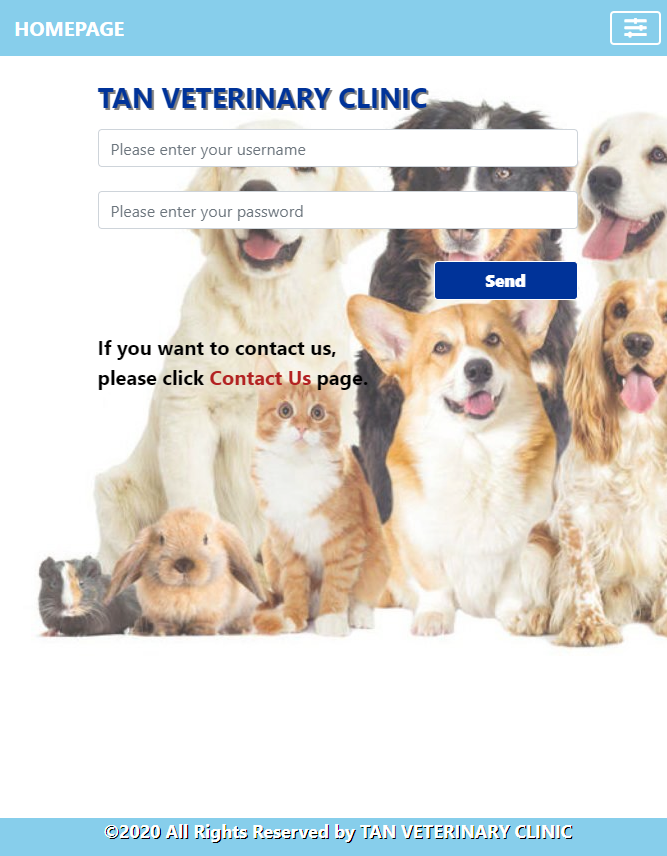 HOMEPAGE
TAN VETERINARY CLINIC
Please enter your username
Please enter your password
Send
If you want to contact us,
please click Contact Us page.
©2020 All Rights Reserved by TAN VETERINARY CLINIC